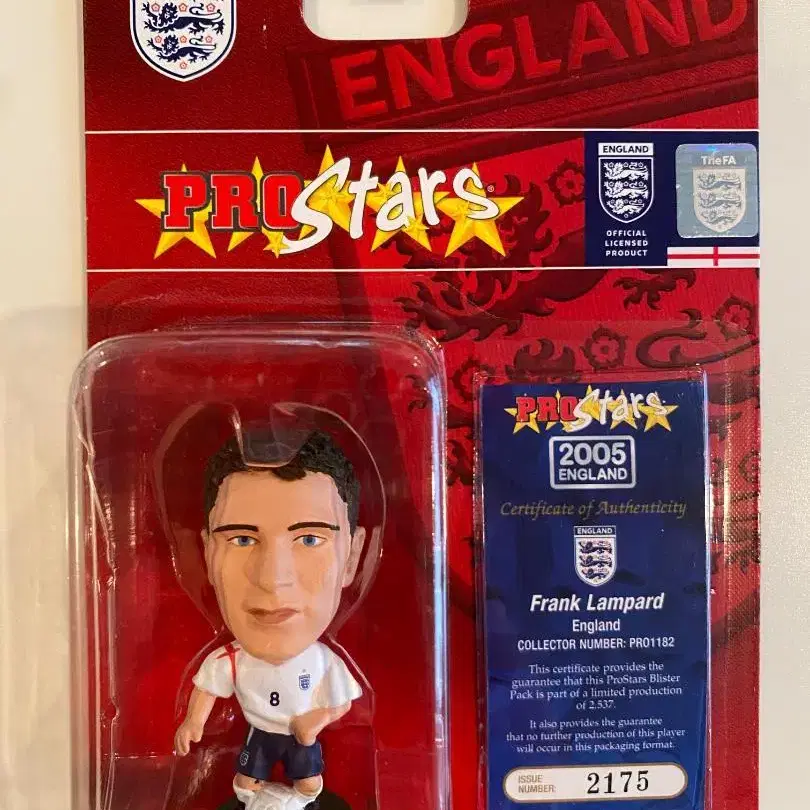 ENGLAND
PROStars
ENGLAND
OFFICIAL
LICENSED
PRODUCT
The FA
PROStars
2005
ENGLAND
Certificate of Authenticity
ENGLAND
Frank Lampard
England
COLLECTOR NUMBER: PRO1182
This certificate provides the
guarantee that this ProStars Blister
Pack is part of a limited production
of 2,537.
It also provides the guarantee
that no further production of this player
will occur in this packaging format.
ISSUE
NUMBER:
2175
8